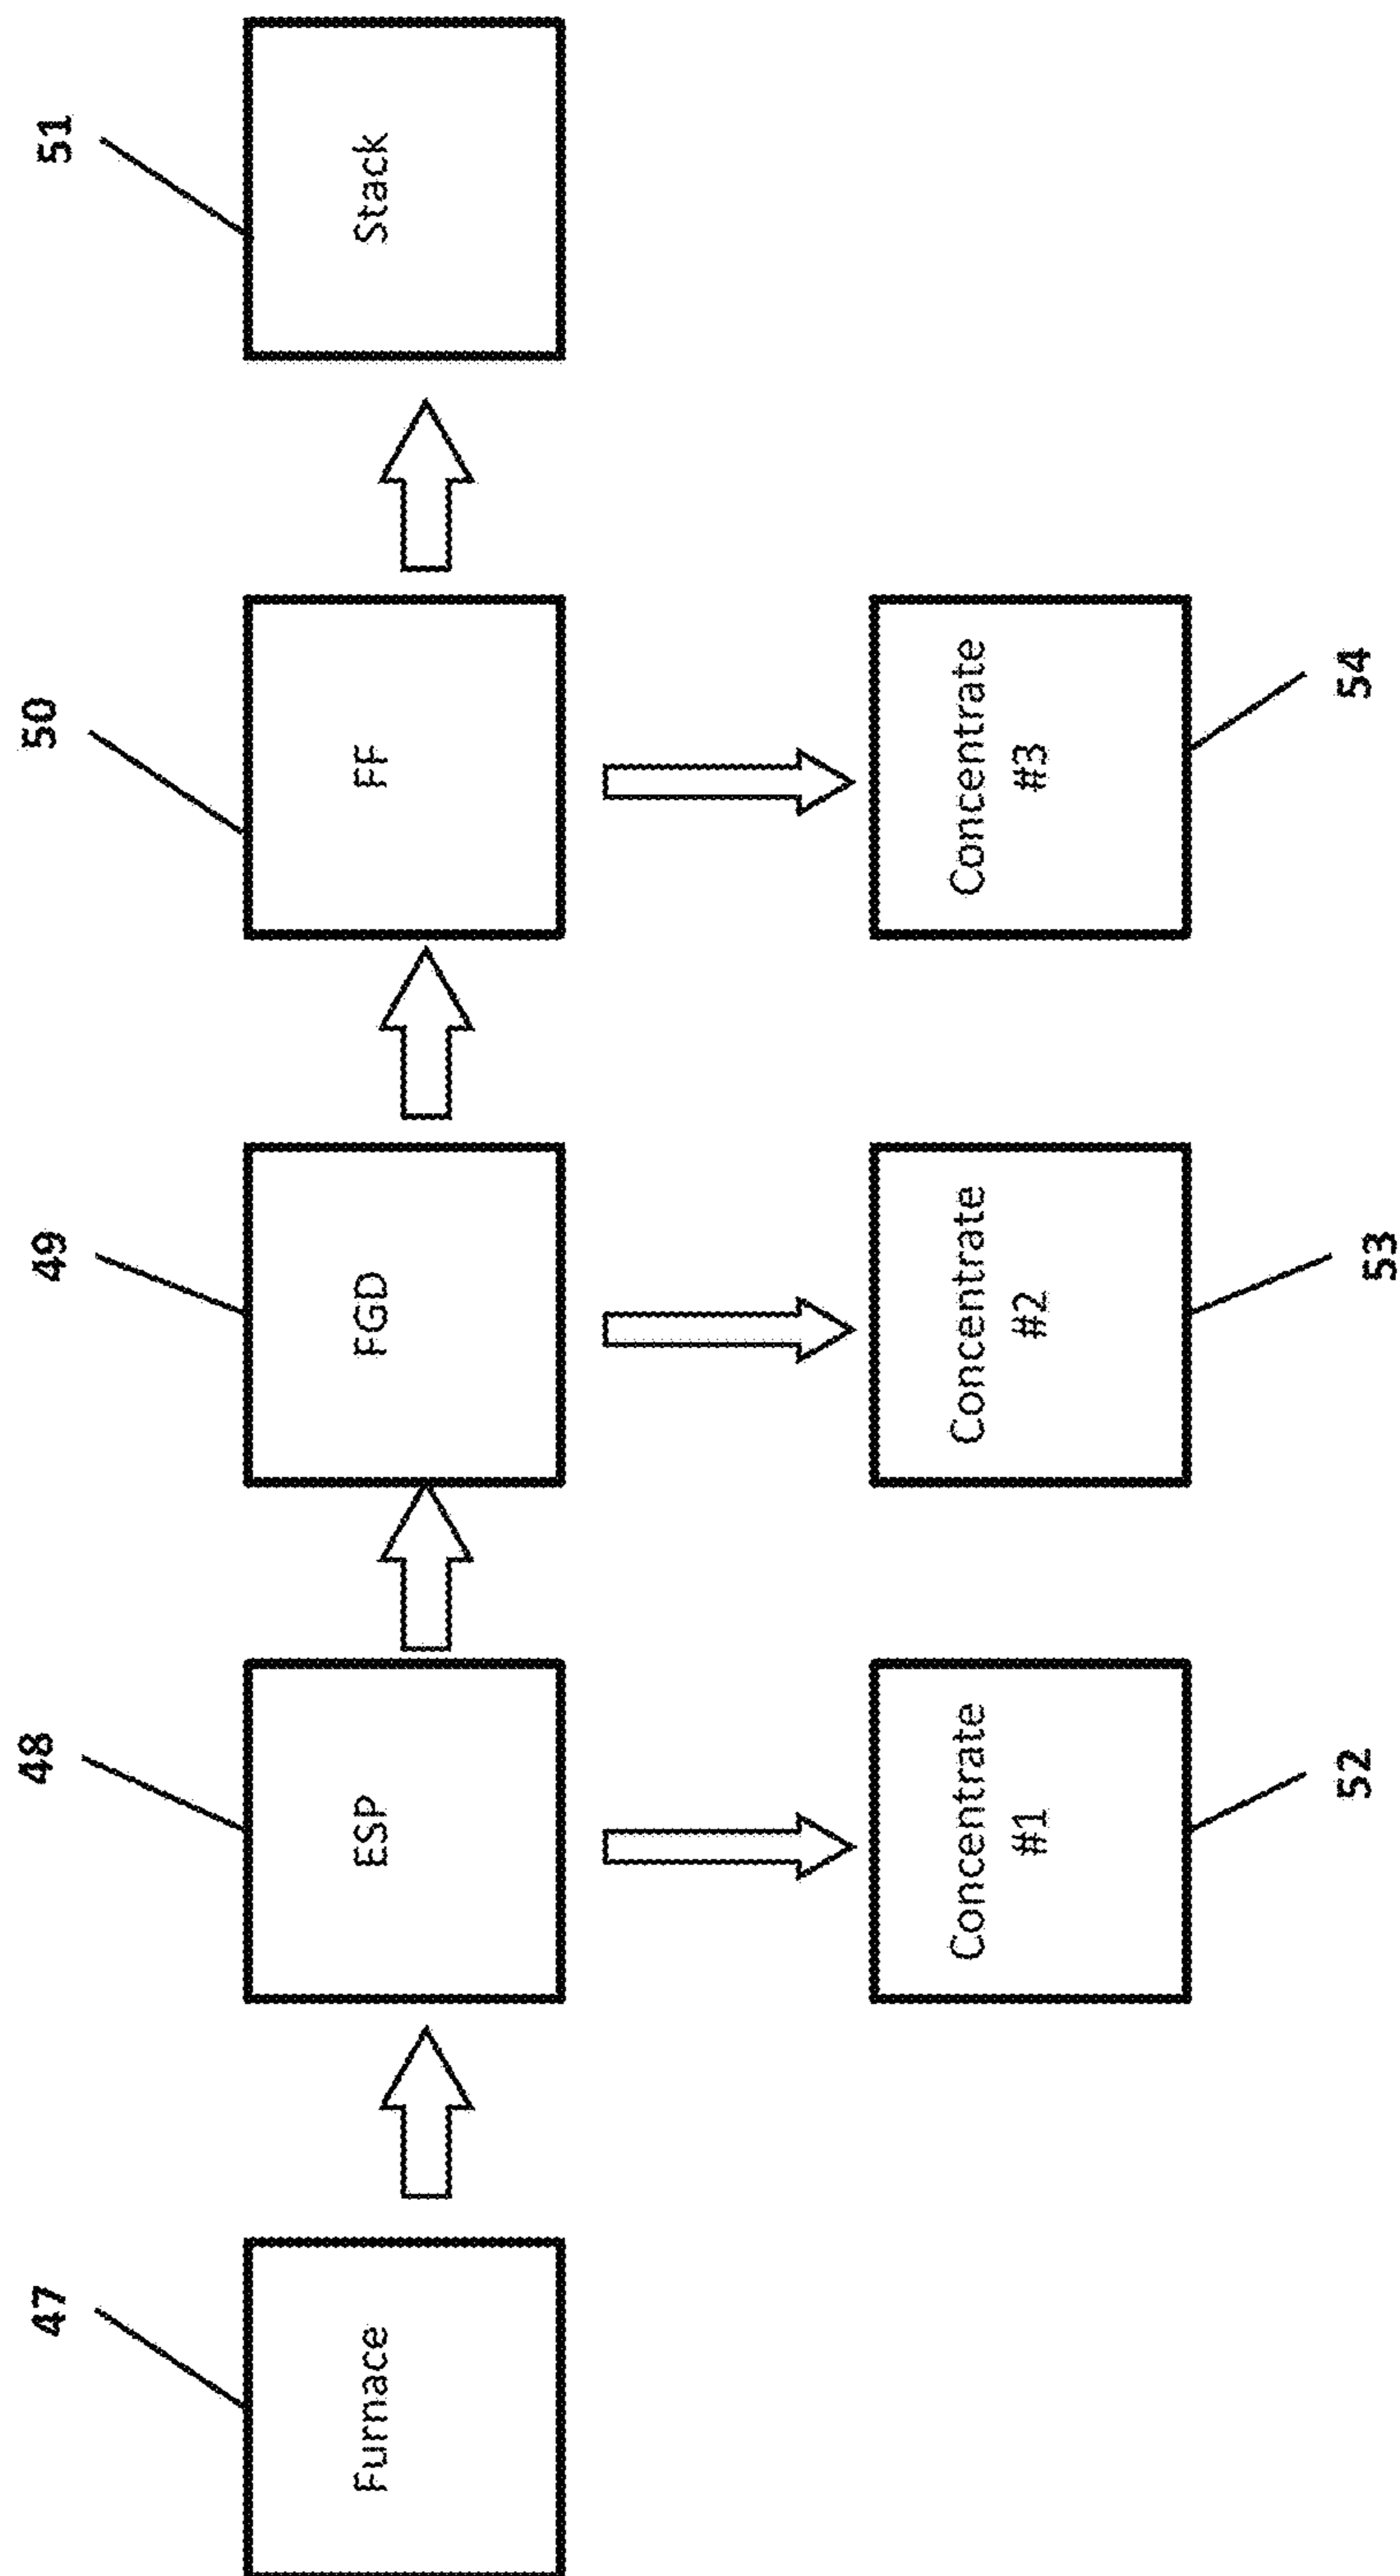 47
48
49
50
51
Furnace
ESP
FGD
FF
Stack
Concentrate
#1
Concentrate
#2
Concentrate
#3
52
53
54